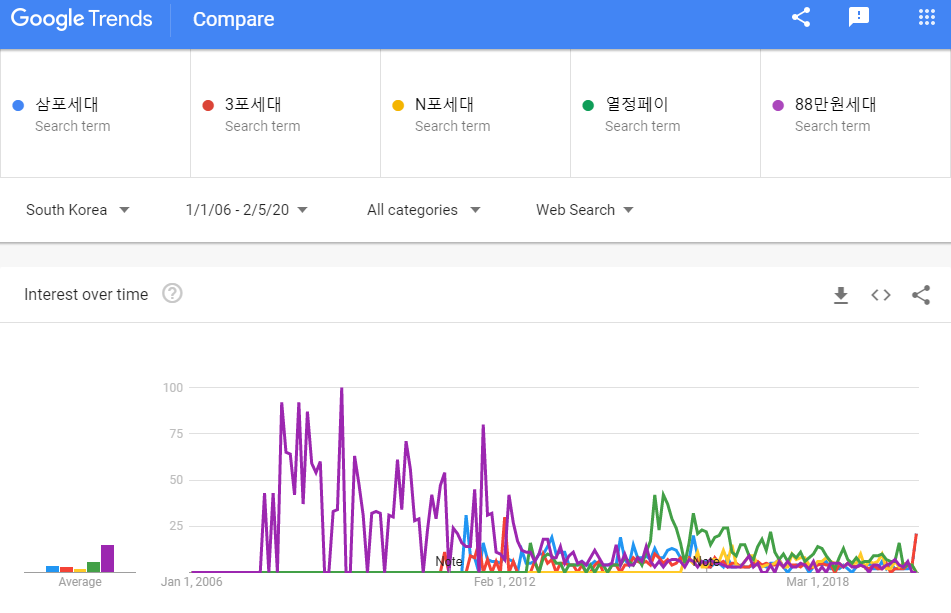 Google Trends Compare
삼포세대
Search term
3포세대
Search term
N포세대
Search term
열정페이
Search term
88만원세대
Search term
South Korea 1/1/06 - 2/5/20 All categories Web Search
Interest over time ?
100
75
50
25
Note Note
Average
Jan 1, 2006 Feb 1, 2012 Mar 1, 2018